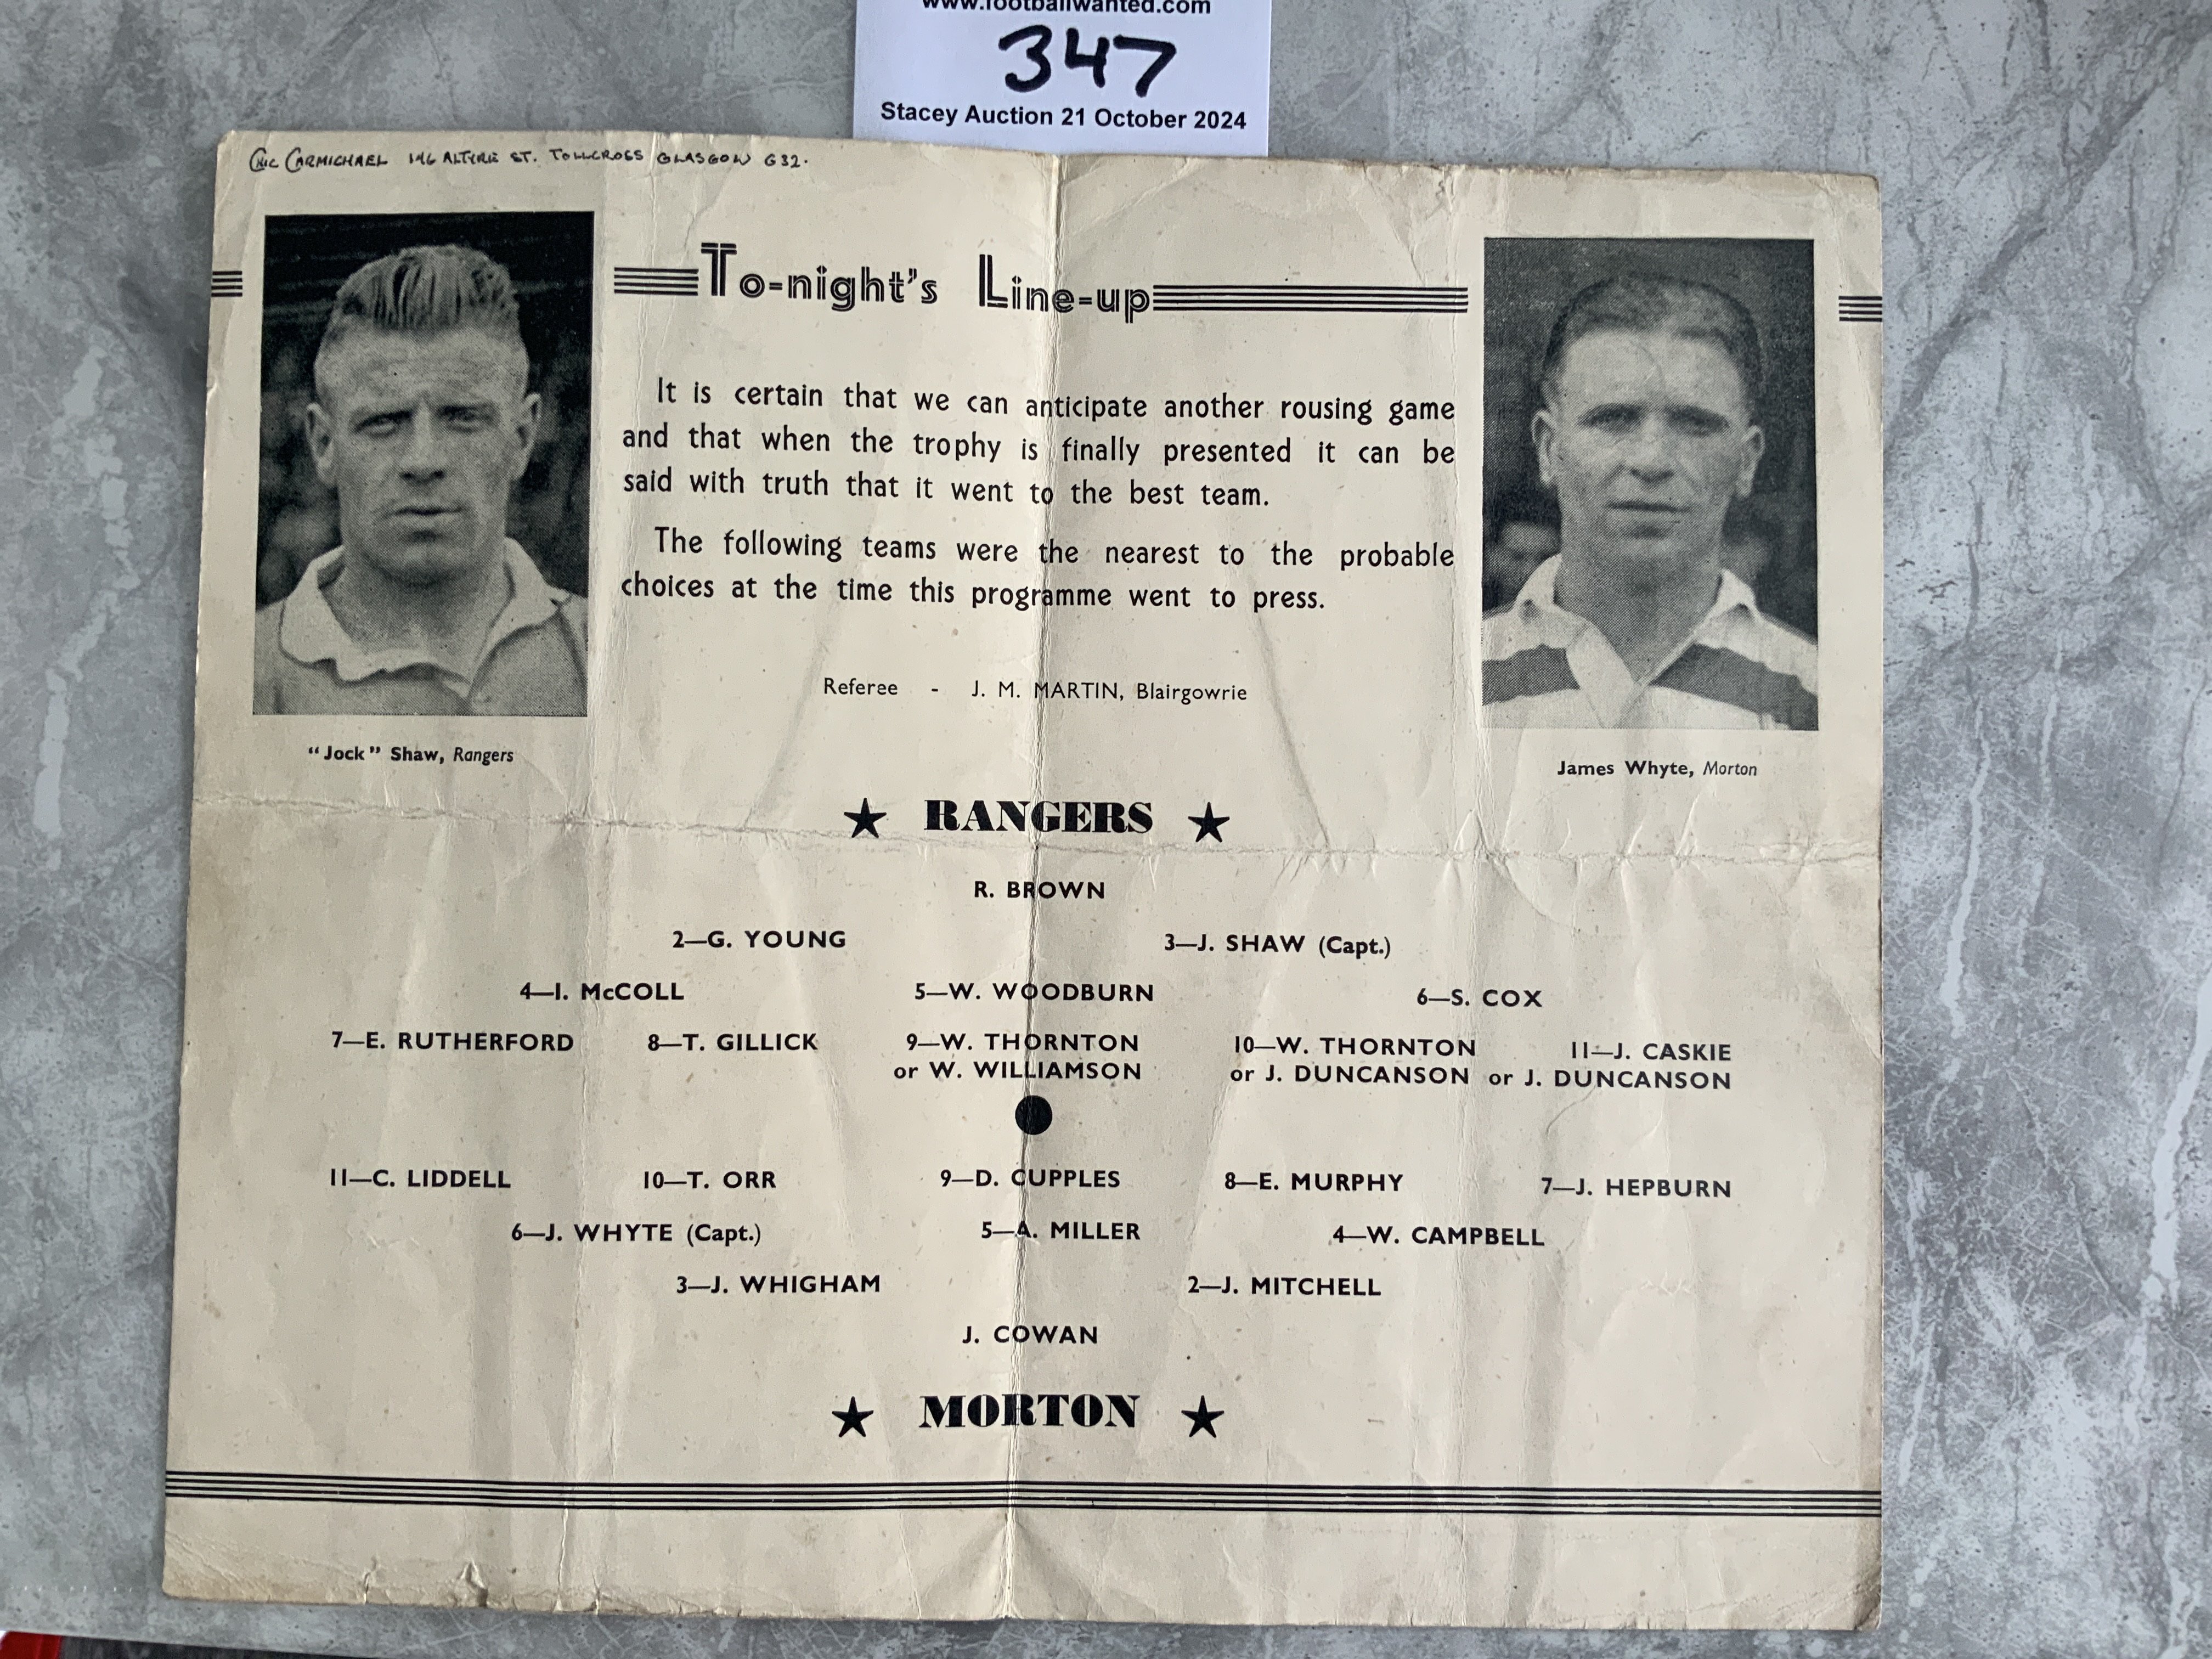 www.footballwanted.com
347
Stacey Auction 21 October 2024
CARMICHAEL 146 ALTYRE ST. TOLLCROSS GLASGOW G32.
To-night's Line-up
It is certain that we can anticipate another rousing game
and that when the trophy is finally presented it can be
said with truth that it went to the best team.
The following teams were the nearest to the probable
choices at the time this programme went to press.
Referee - J. M. MARTIN, Blairgowrie
"Jock" Shaw, Rangers
James Whyte, Morton
★ RANGERS ★
R. BROWN
2—G. YOUNG 3—J. SHAW (Capt.)
4—I. McCOLL 5—W. WOODBURN 6—S. COX
7—E. RUTHERFORD 8—T. GILLICK 9—W. THORNTON 10—W. THORNTON 11—J. CASKIE
or W. WILLIAMSON or J. DUNCANSON or J. DUNCANSON
11—C. LIDDELL 10—T. ORR 9—D. CUPPLES 8—E. MURPHY 7—J. HEPBURN
6—J. WHYTE (Capt.) 5—A. MILLER 4—W. CAMPBELL
3—J. WHIGHAM 2—J. MITCHELL
J. COWAN
★ MORTON ★